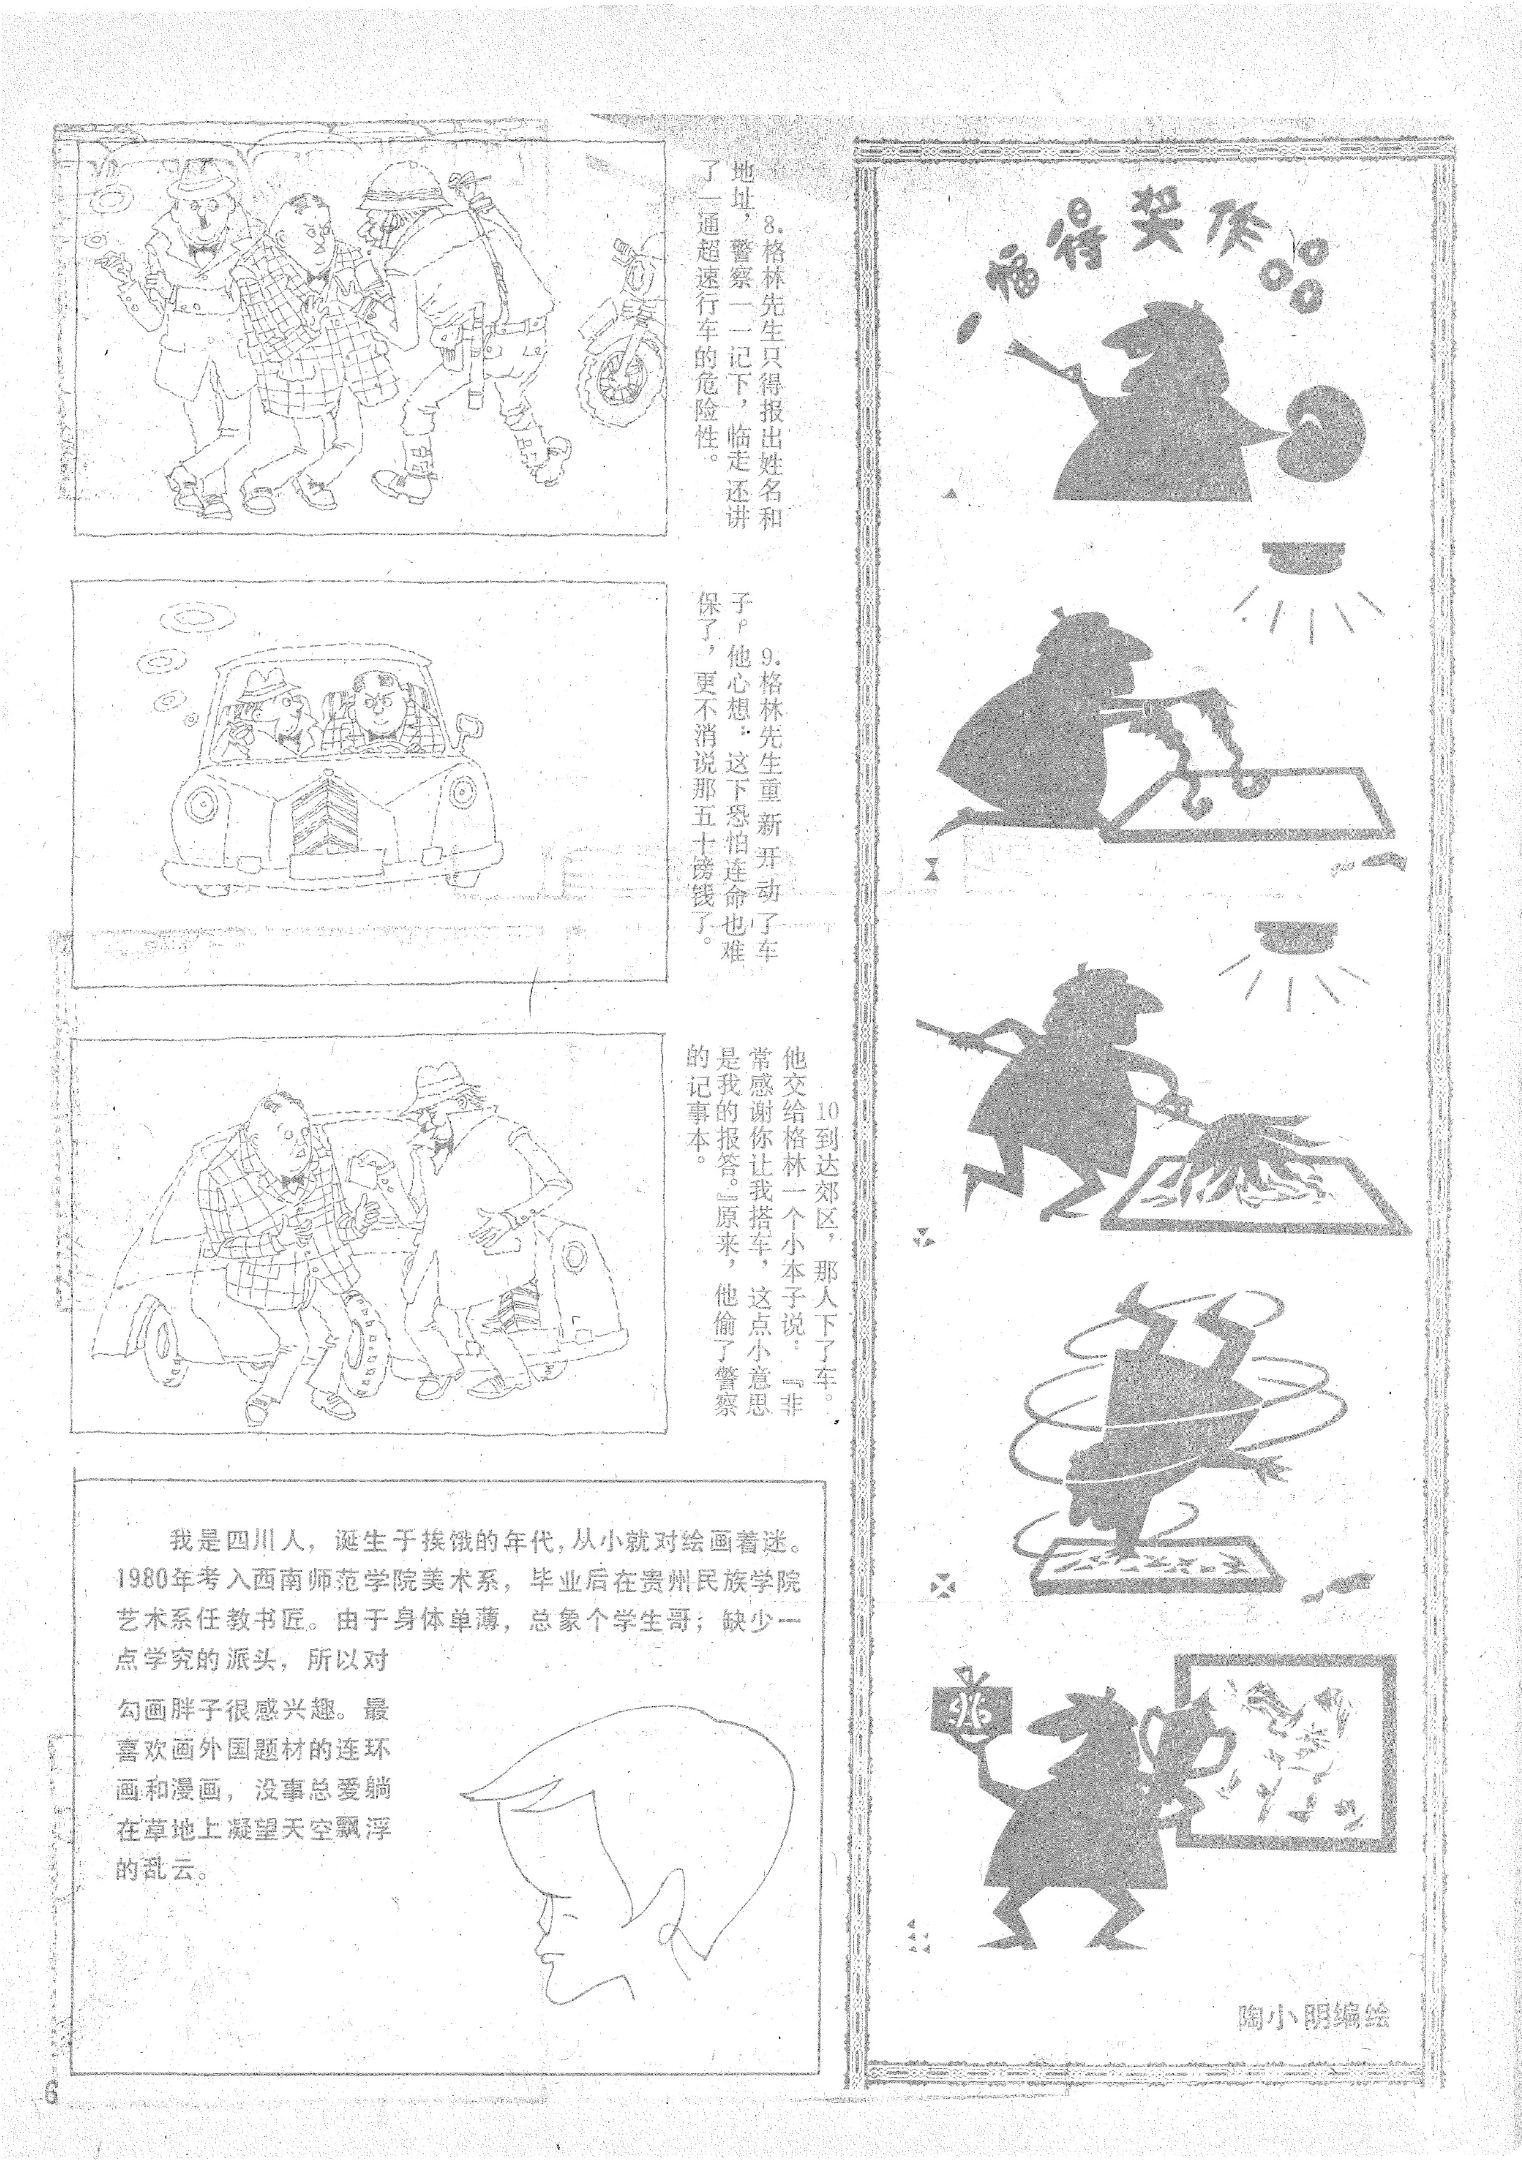 8.格林先生只得报出姓名和
地址，警察一一记下，临走还讲
了一通超速行车的危险性。
9.格林先生重新开动了车
子。他心想：这下恐怕连命也难
保了，更不消说那五十镑钱了。
10到达郊区，那人下了车。
他交给格林一个小本子说：『非
常感谢你让我搭车，这点小意思
是我的报答。』原来，他偷了警察
的记事本。
我是四川人，诞生于挨饿的年代，从小就对绘画着迷。
1980年考入西南师范学院美术系，毕业后在贵州民族学院
艺术系任教书匠。由于身体单薄，总象个学生哥；缺少一
点学究的派头，所以对
勾画胖子很感兴趣。最
喜欢画外国题材的连环
画和漫画，没事总爱躺
在草地上凝望天空飘浮
的乱云。
6
获奖
奖
陶小明编绘